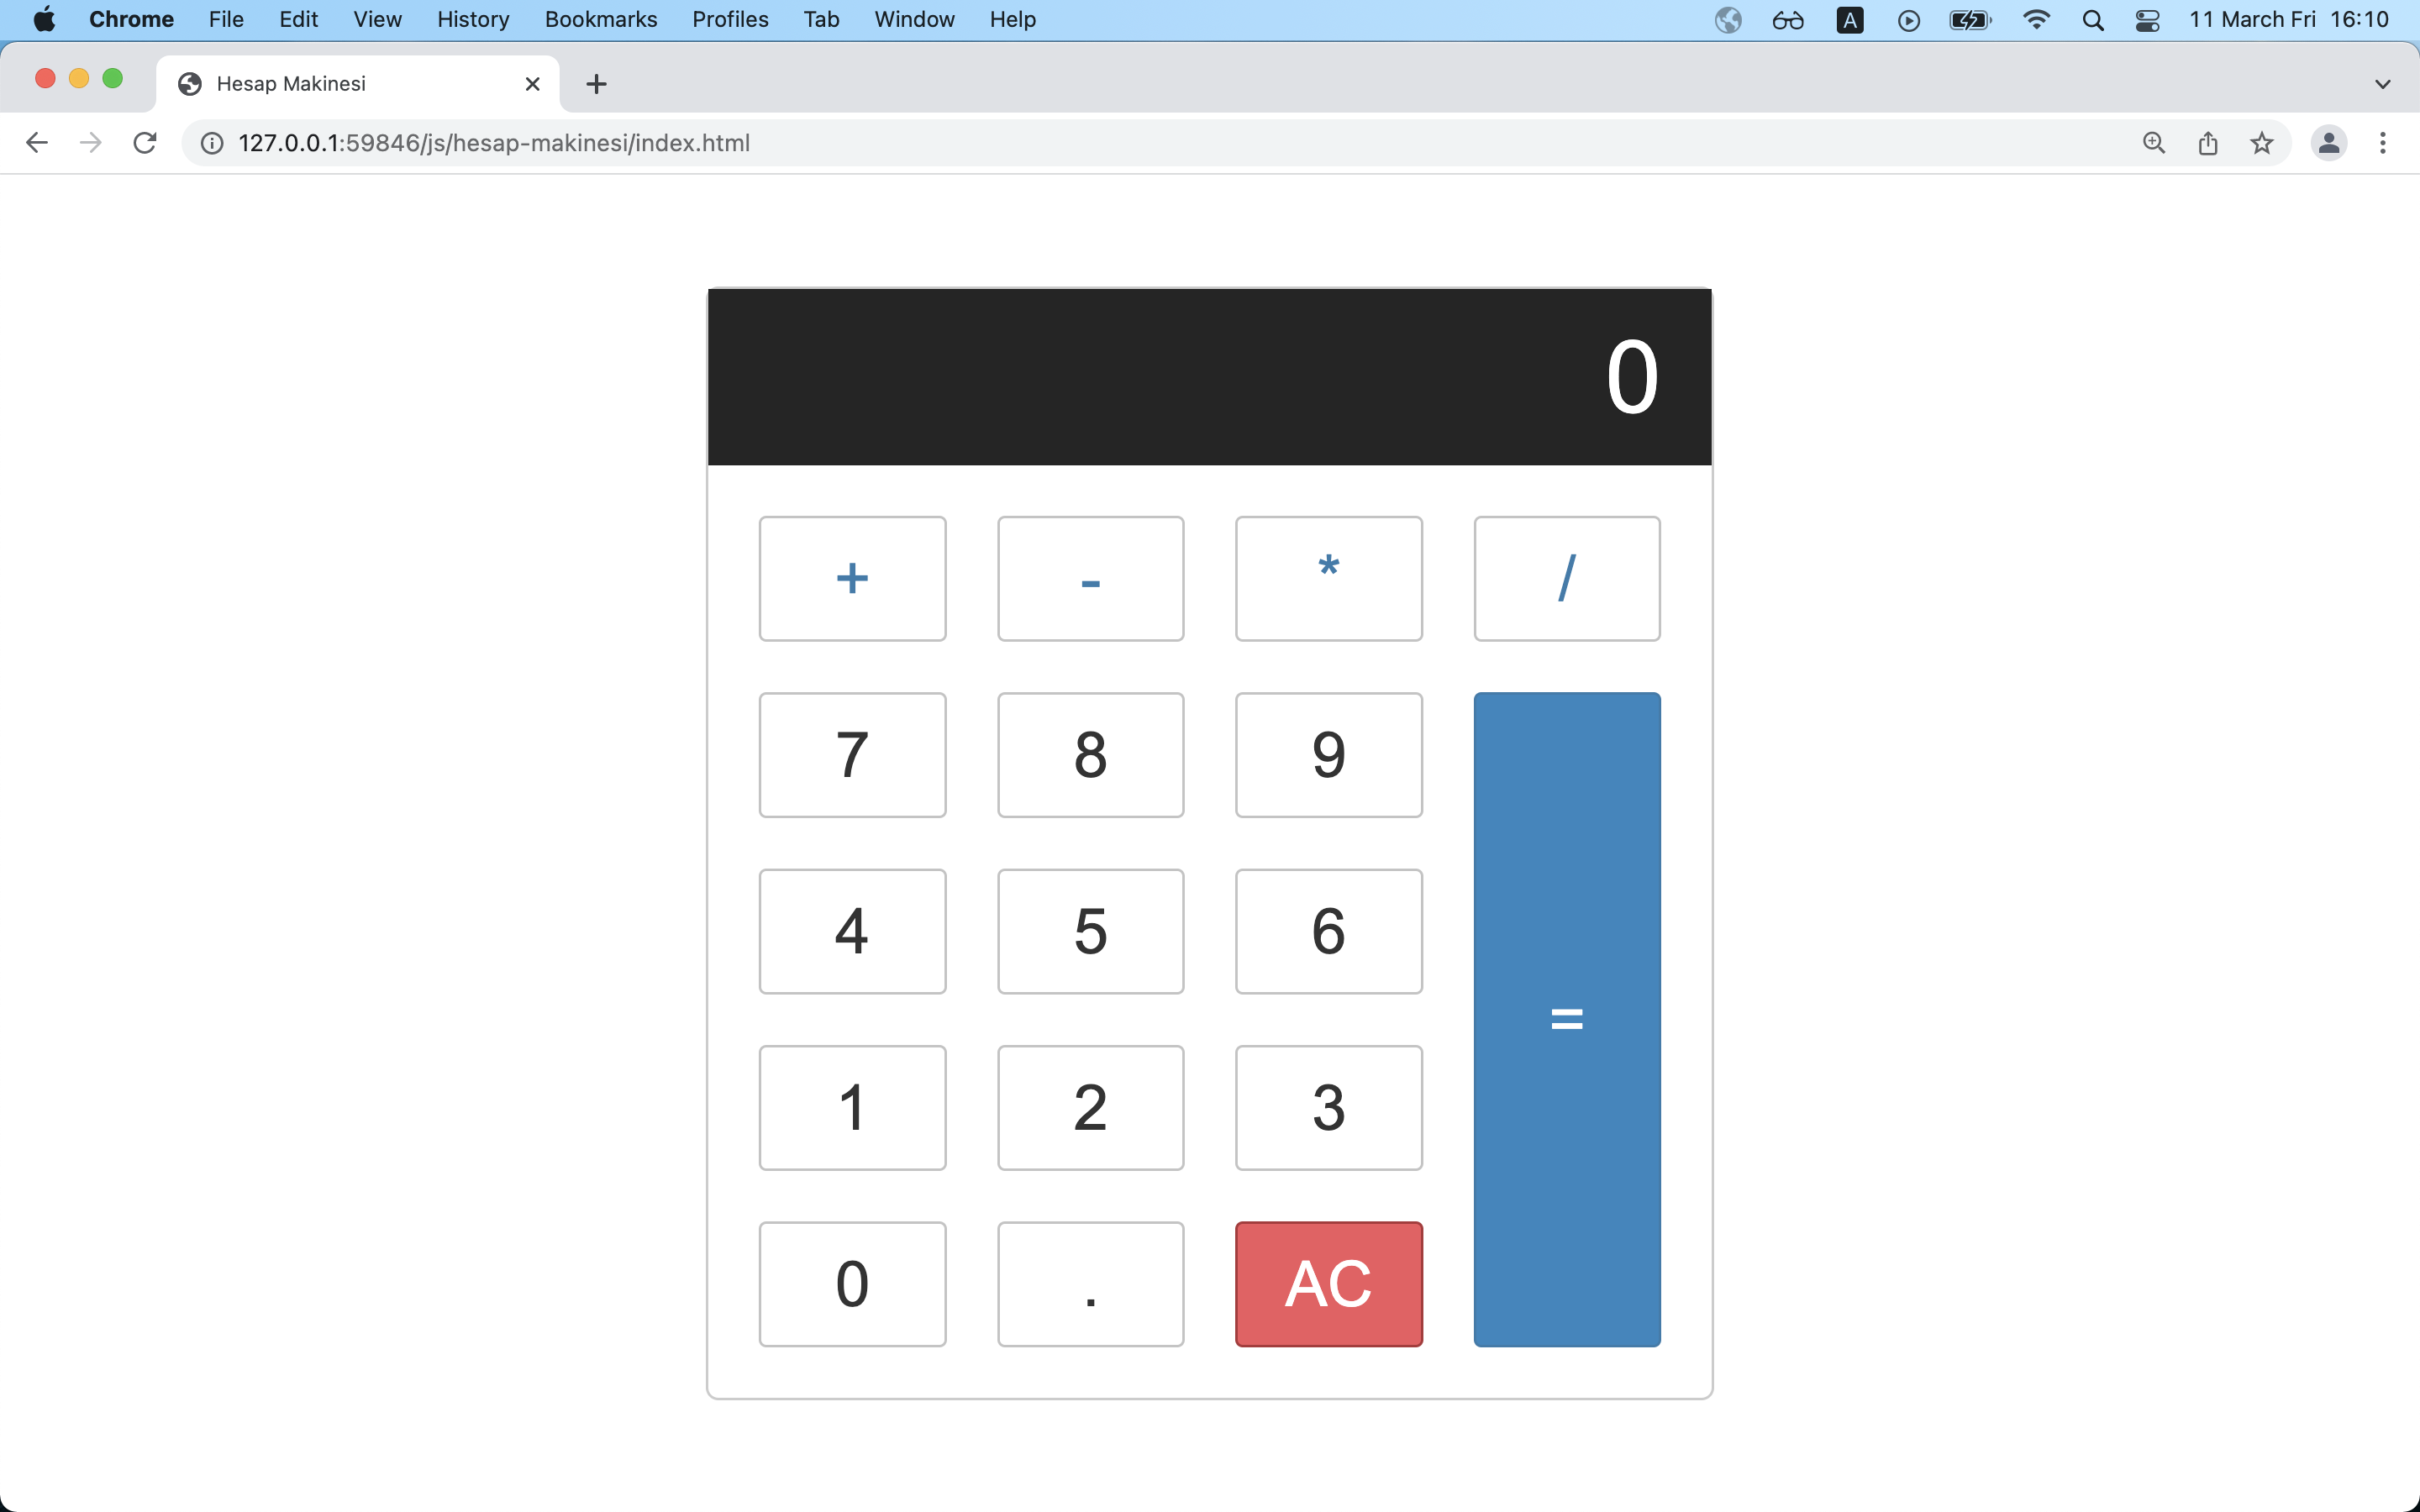 Chrome File Edit View History Bookmarks Profiles Tab Window Help A 11 March Fri 16:10
Hesap Makinesi
127.0.0.1:59846/js/hesap-makinesi/index.html
0
+ - * /
7 8 9
4 5 6
=
1 2 3
0 . AC